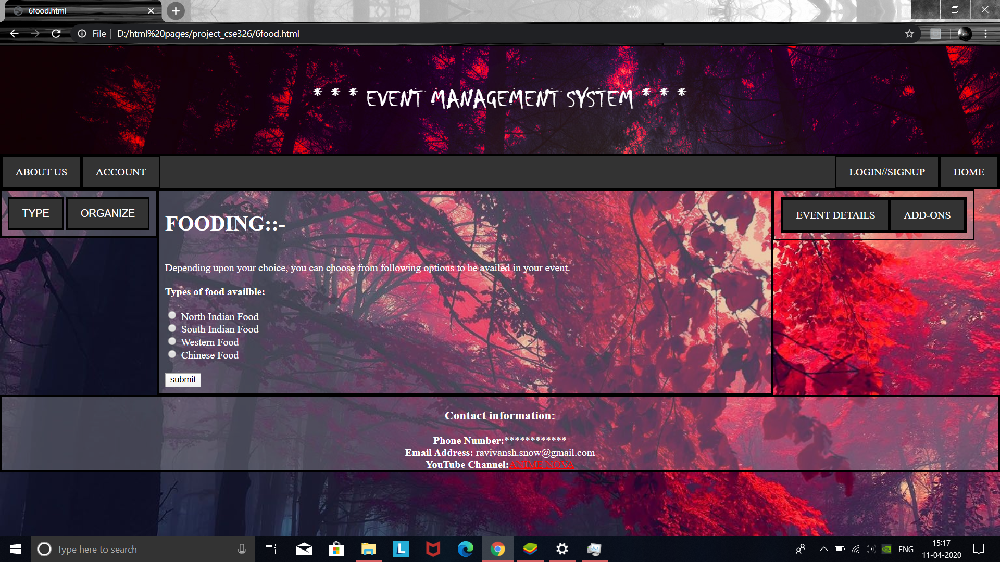 6food.html
File D:/html%20pages/project_cse326/6food.html
* * * EVENT MANAGEMENT SYSTEM * * *
ABOUT US ACCOUNT LOGIN//SIGNUP HOME
TYPE ORGANIZE
EVENT DETAILS ADD-ONS
FOODING::-
Depending upon your choice, you can choose from following options to be availed in your event.
Types of food availble:
North Indian Food
South Indian Food
Western Food
Chinese Food
submit
Contact information:
Phone Number:************
Email Address: ravivansh.snow@gmail.com
YouTube Channel:ANIME NOVA
Type here to search
L
ENG
15:17
11-04-2020